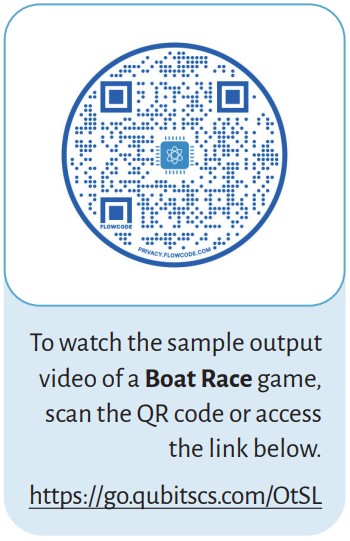 FLOWCODE
PRIVACY.FLOWCODE.COM
To watch the sample output
video of a Boat Race game,
scan the QR code or access
the link below.
https://go.qubitscs.com/OtSL